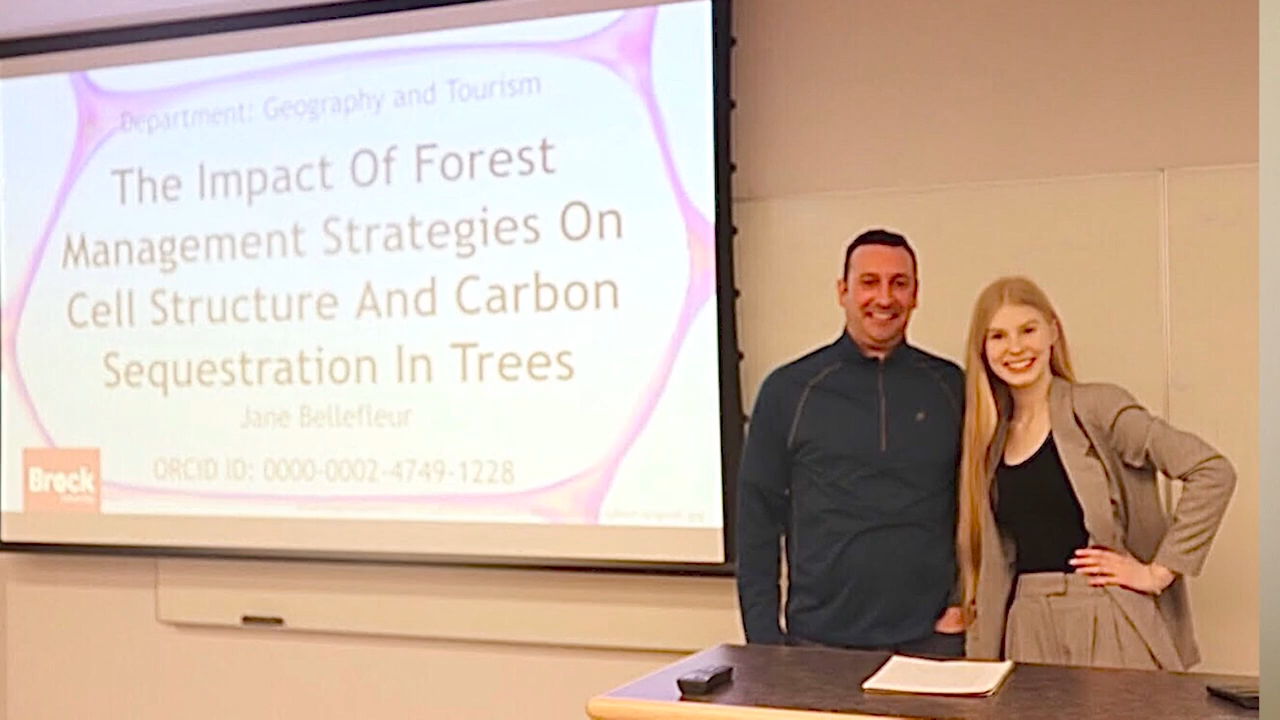 Department: Geography and Tourism
The Impact Of Forest
Management Strategies On
Cell Structure And Carbon
Sequestration In Trees
Jane Bellefleur
ORCID ID: 0000-0002-4749-1228
Brock